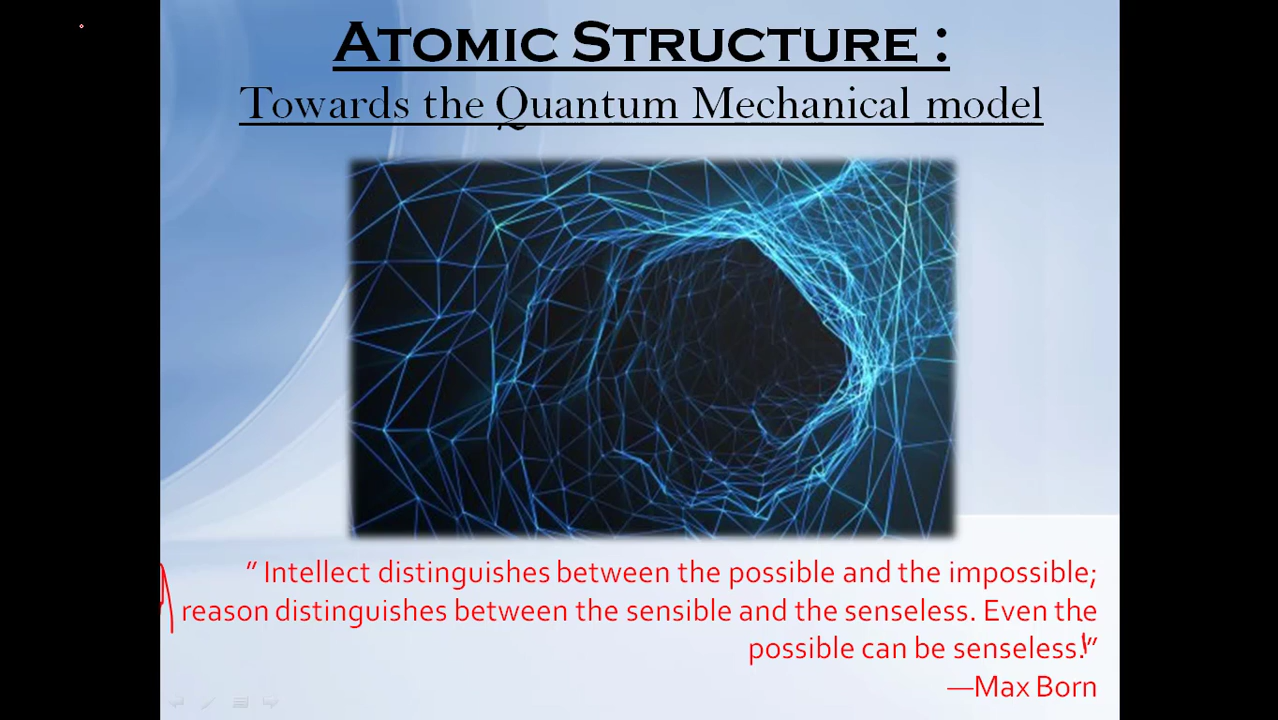 ATOMIC STRUCTURE :
Towards the Quantum Mechanical model
” Intellect distinguishes between the possible and the impossible;
reason distinguishes between the sensible and the senseless. Even the
possible can be senseless.”
—Max Born